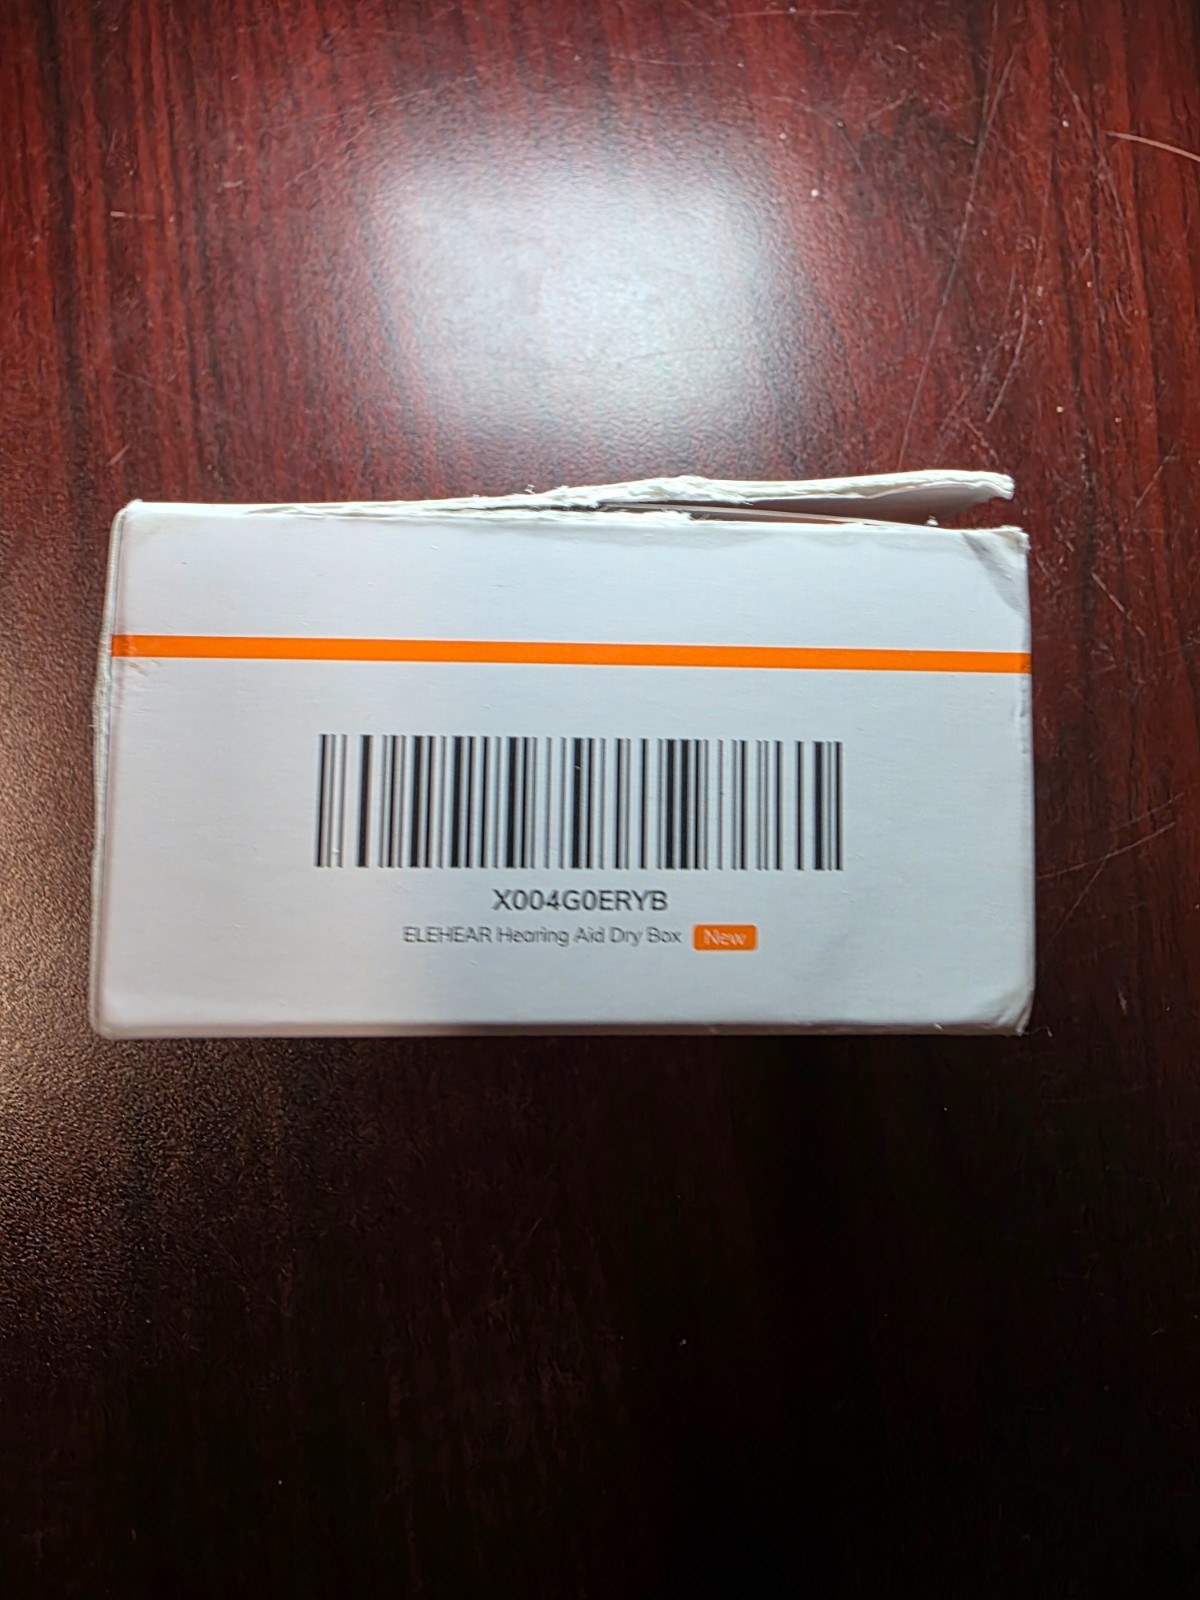 X004G0ERYB
ELEHEAR Hearing Aid Dry Box New